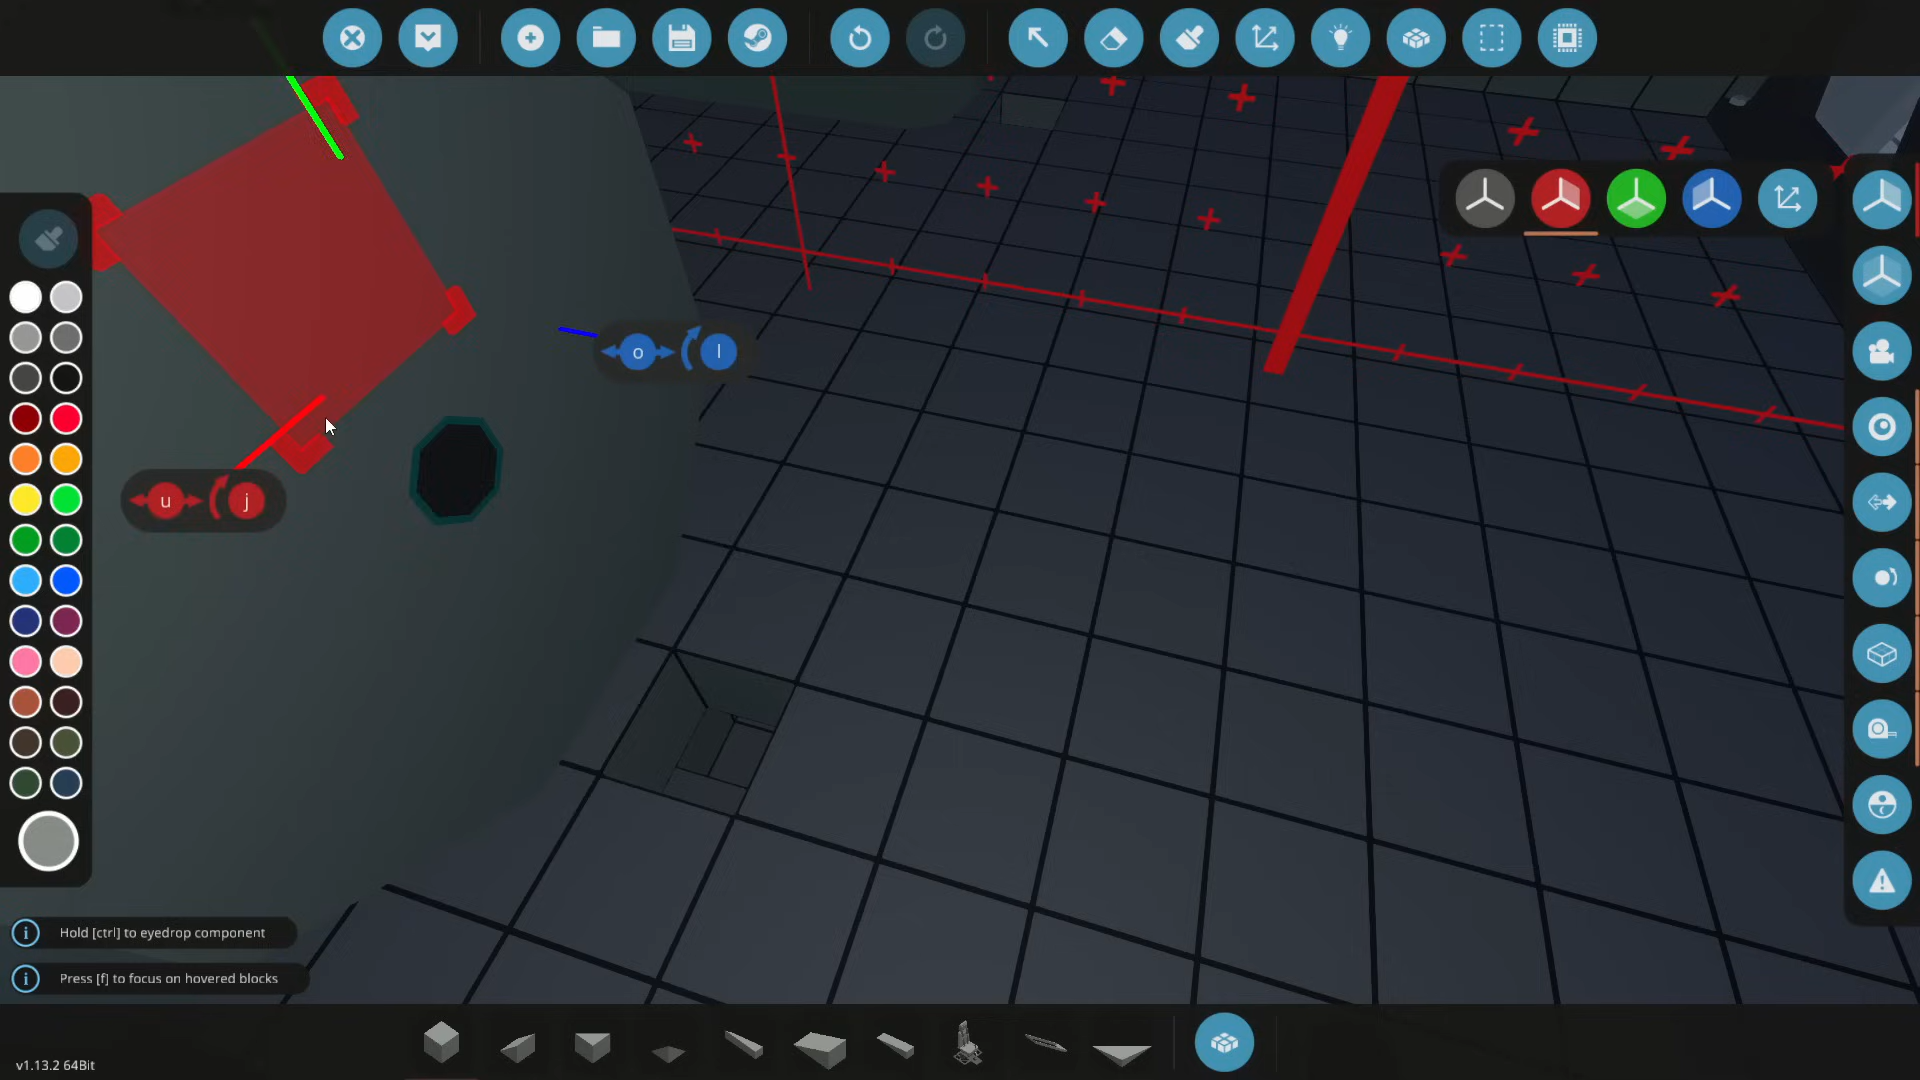 o l
u j
Hold [ctrl] to eyedrop component
Press [f] to focus on hovered blocks
v1.13.2 64Bit